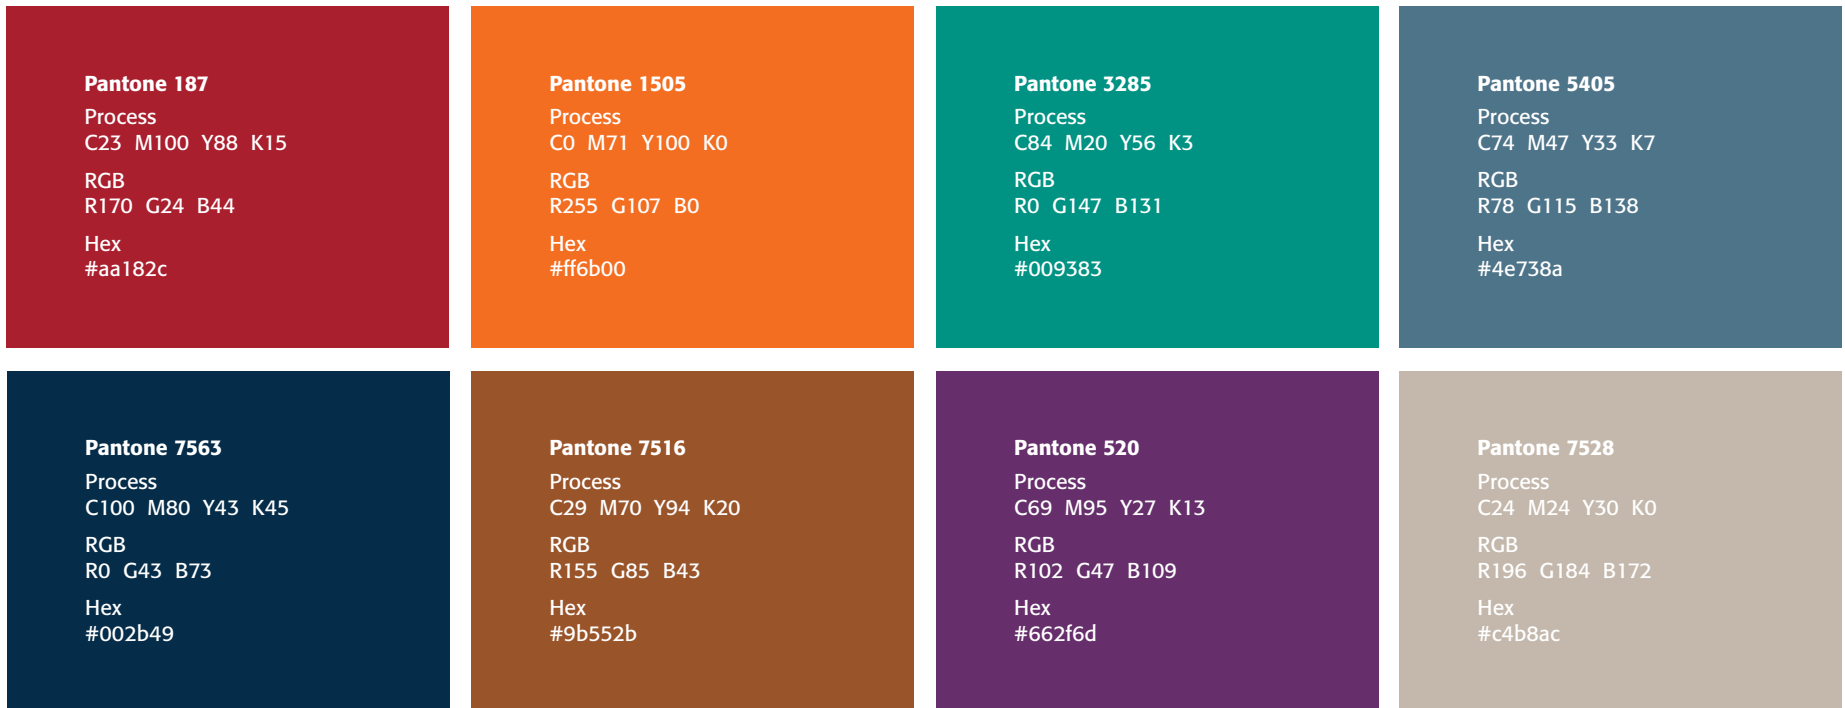 Pantone 187
Process
C23 M100 Y88 K15
RGB
R170 G24 B44
Hex
#aa182c
Pantone 1505
Process
C0 M71 Y100 K0
RGB
R255 G107 B0
Hex
#ff6b00
Pantone 3285
Process
C84 M20 Y56 K3
RGB
R0 G147 B131
Hex
#009383
Pantone 5405
Process
C74 M47 Y33 K7
RGB
R78 G115 B138
Hex
#4e738a
Pantone 7563
Process
C100 M80 Y43 K45
RGB
R0 G43 B73
Hex
#002b49
Pantone 7516
Process
C29 M70 Y94 K20
RGB
R155 G85 B43
Hex
#9b552b
Pantone 520
Process
C69 M95 Y27 K13
RGB
R102 G47 B109
Hex
#662f6d
Pantone 7528
Process
C24 M24 Y30 K0
RGB
R196 G184 B172
Hex
#c4b8ac